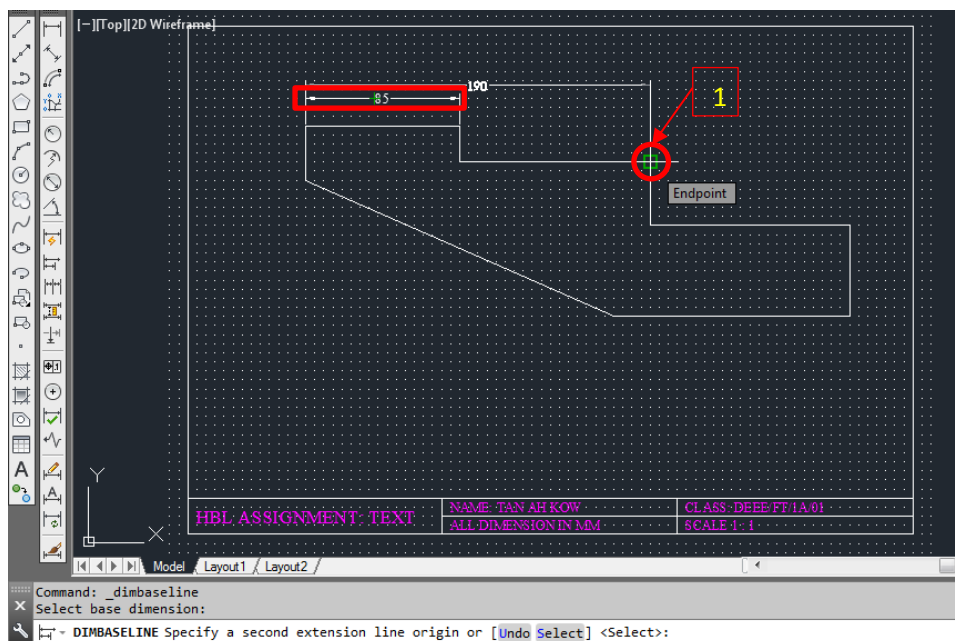 [−][Top][2D Wireframe]
190
85
1
Endpoint
Y
X
HBL ASSIGNMENT: TEXT
NAME: TAN AH KOW
CLASS: DEEE/FT/1A/01
ALL DIMENSION IN MM
SCALE 1 : 1
Model Layout1 Layout2
Command: _dimbaseline
Select base dimension:
DIMBASELINE Specify a second extension line origin or [Undo Select] <Select>: